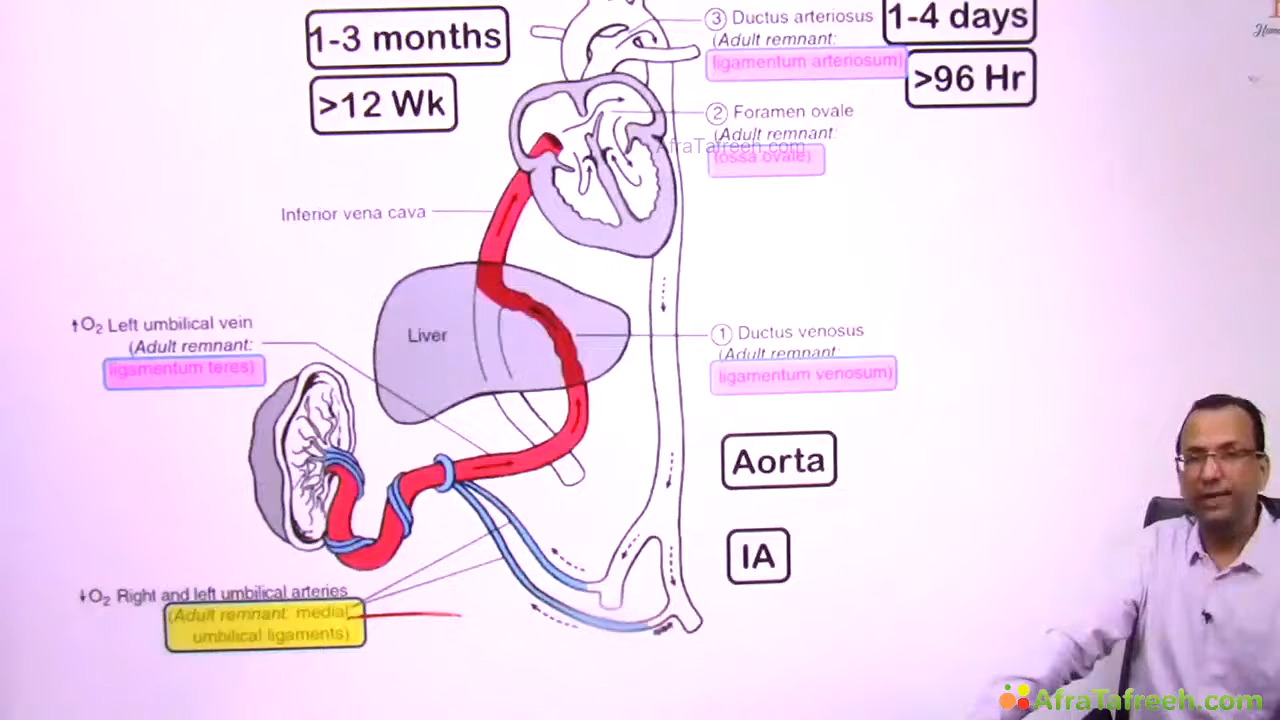 1-3 months
>12 Wk
③ Ductus arteriosus
(Adult remnant:
ligamentum arteriosum)
1-4 days
>96 Hr
② Foramen ovale
(Adult remnant:
fossa ovale)
AfraTafreeh.com
Inferior vena cava
Liver
↑O₂ Left umbilical vein
(Adult remnant:
ligamentum teres)
① Ductus venosus
(Adult remnant:
ligamentum venosum)
Aorta
IA
↓O₂ Right and left umbilical arteries
(Adult remnant: medial
umbilical ligaments)
AfraTafreeh.com